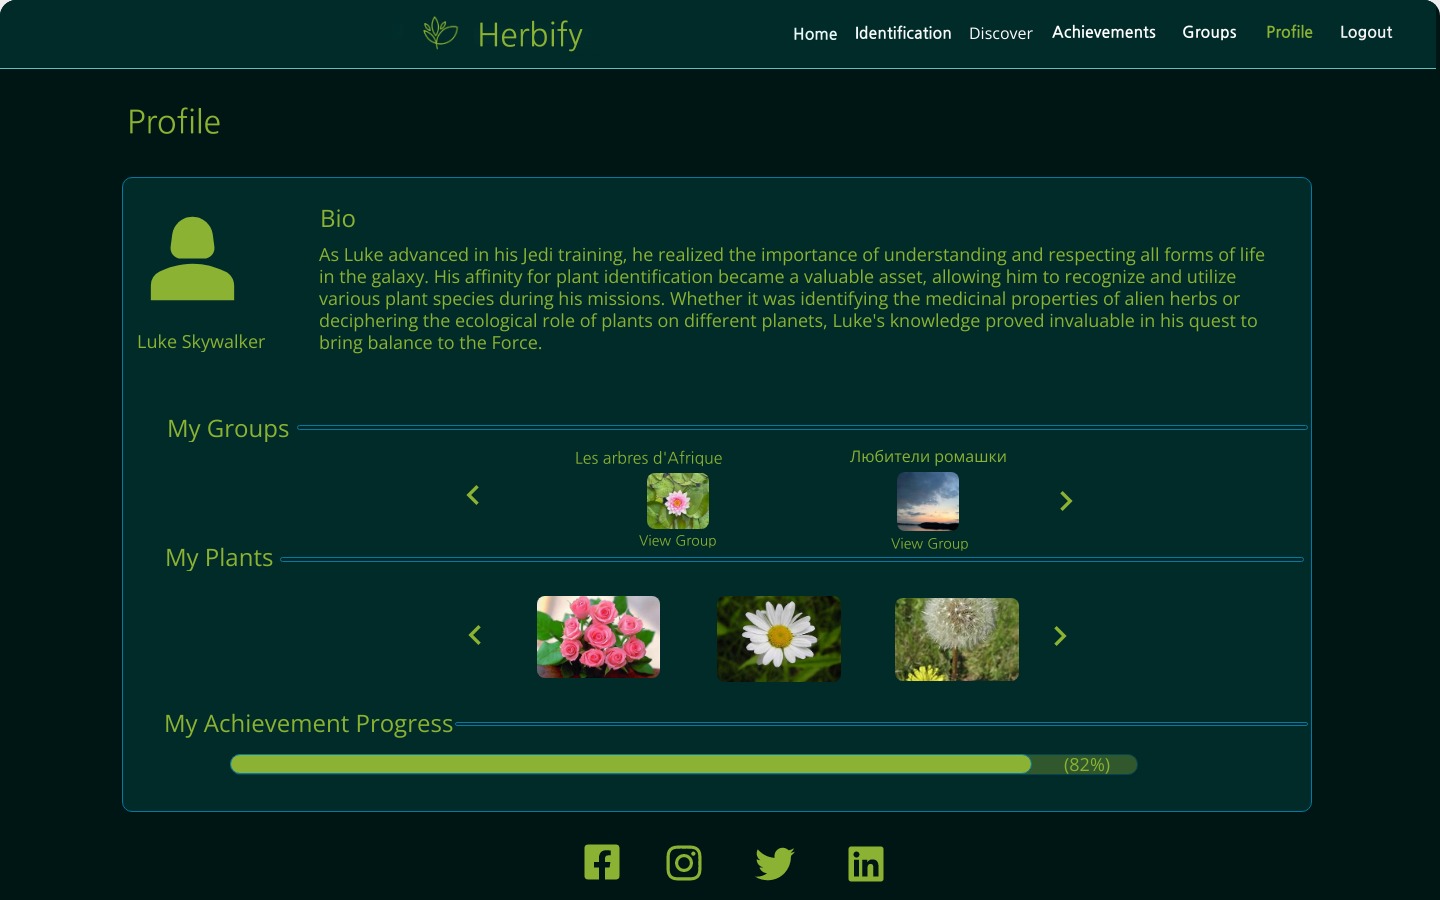 Herbify
Home Identification Discover Achievements Groups Profile Logout
Profile
Bio
As Luke advanced in his Jedi training, he realized the importance of understanding and respecting all forms of life
in the galaxy. His affinity for plant identification became a valuable asset, allowing him to recognize and utilize
various plant species during his missions. Whether it was identifying the medicinal properties of alien herbs or
deciphering the ecological role of plants on different planets, Luke's knowledge proved invaluable in his quest to
bring balance to the Force.
Luke Skywalker
My Groups
Les arbres d'Afrique
Любители ромашки
View Group
View Group
My Plants
My Achievement Progress
(82%)